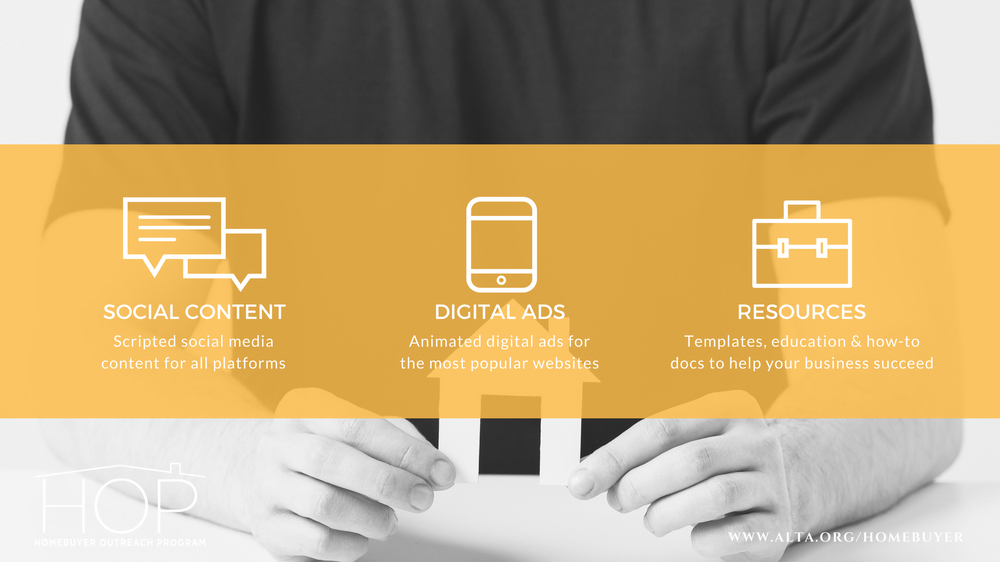 SOCIAL CONTENT
Scripted social media
content for all platforms
DIGITAL ADS
Animated digital ads for
the most popular websites
RESOURCES
Templates, education & how-to
docs to help your business succeed
HOP
HOMEBUYER OUTREACH PROGRAM
WWW.ALTA.ORG/HOMEBUYER